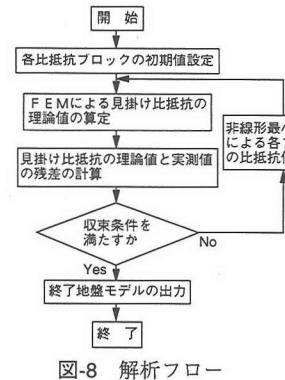 開　始
各比抵抗ブロックの初期値設定
ＦＥＭによる見掛け比抵抗の
理論値の算定
見掛け比抵抗の理論値と実測値
の残差の計算
収束条件を
満たすか
No
非線形最小
による各ブ
の比抵抗値
Yes
終了地盤モデルの出力
終　了
図-8　解析フロー